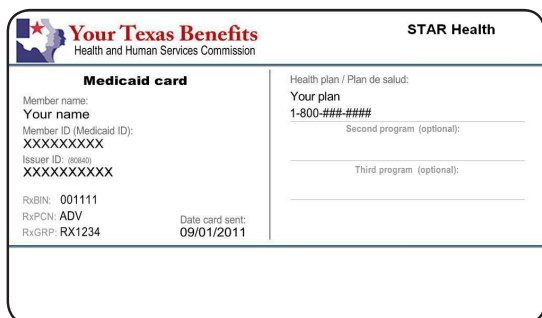 Your Texas Benefits
Health and Human Services Commission
STAR Health
Medicaid card
Member name:
Your name
Member ID (Medicaid ID):
XXXXXXXXX
Issuer ID: (80840)
XXXXXXXXXX
RxBIN: 001111
RxPCN: ADV
RxGRP: RX1234
Date card sent:
09/01/2011
Health plan / Plan de salud:
Your plan
1-800-###-####
Second program (optional):
Third program (optional):